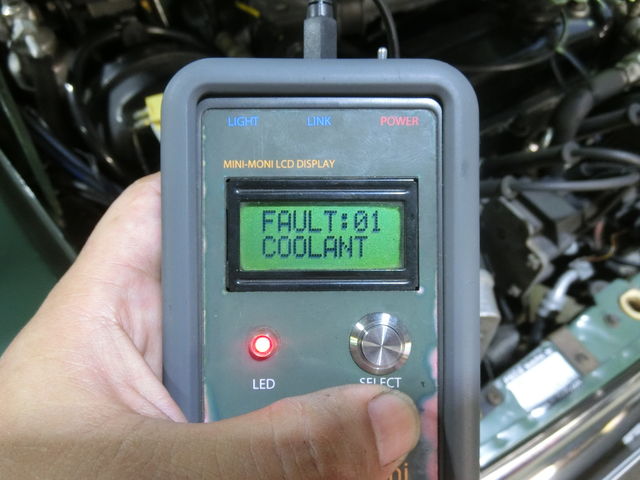 LIGHT LINK POWER
MINI-MONI LCD DISPLAY
FAULT:01
COOLANT
LED SELECT